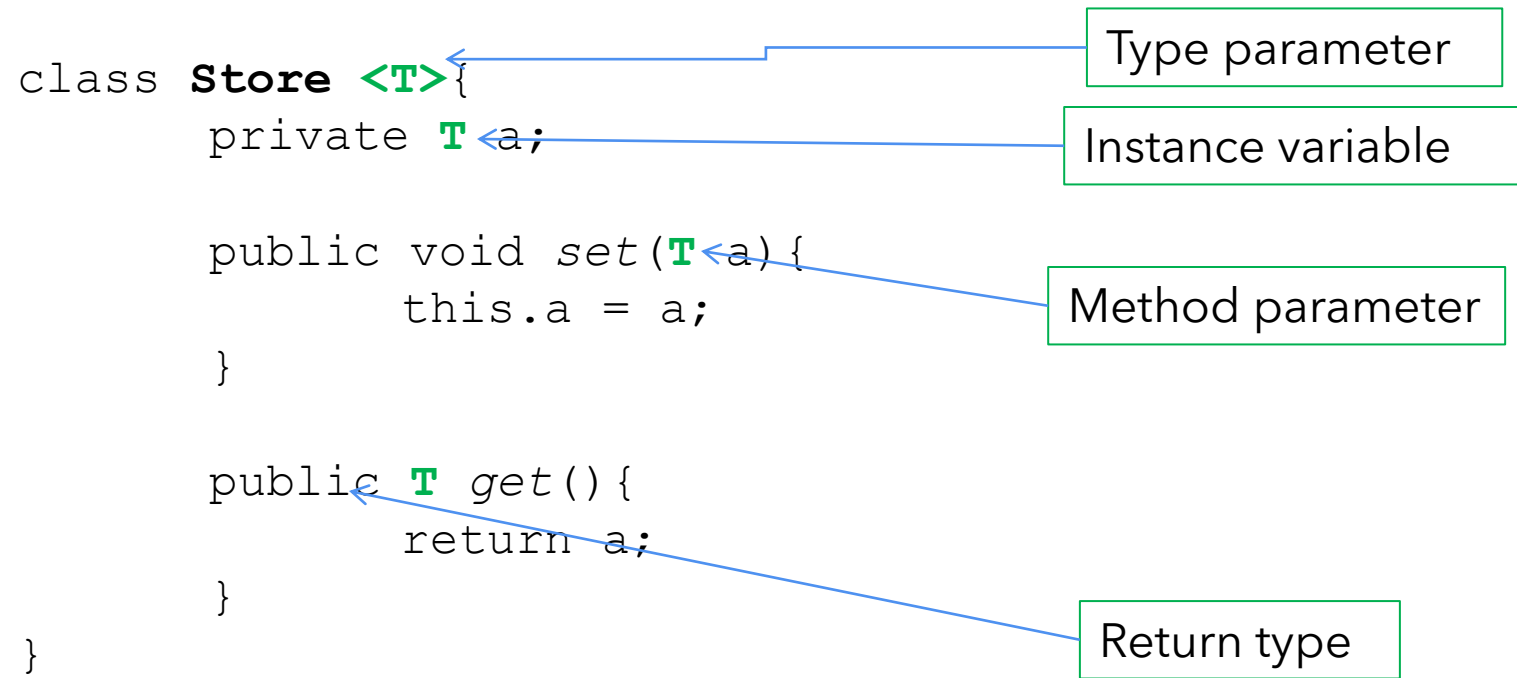 Type parameter
class Store <T>{
private T a;
Instance variable
public void set(T a){
this.a = a;
Method parameter
}
public T get(){
return a;
}
Return type
}